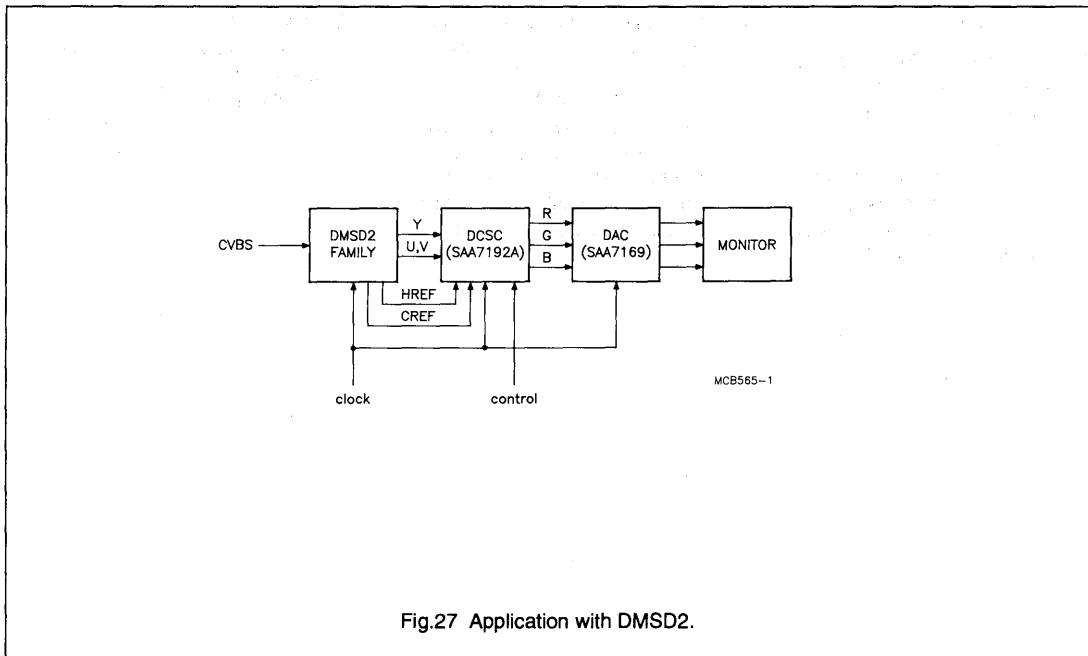 CVBS
DMSD2
FAMILY
Y
U,V
HREF
CREF
DCSC
(SAA7192A)
R
G
B
DAC
(SAA7169)
MONITOR
clock
control
MCB565-1
Fig.27 Application with DMSD2.